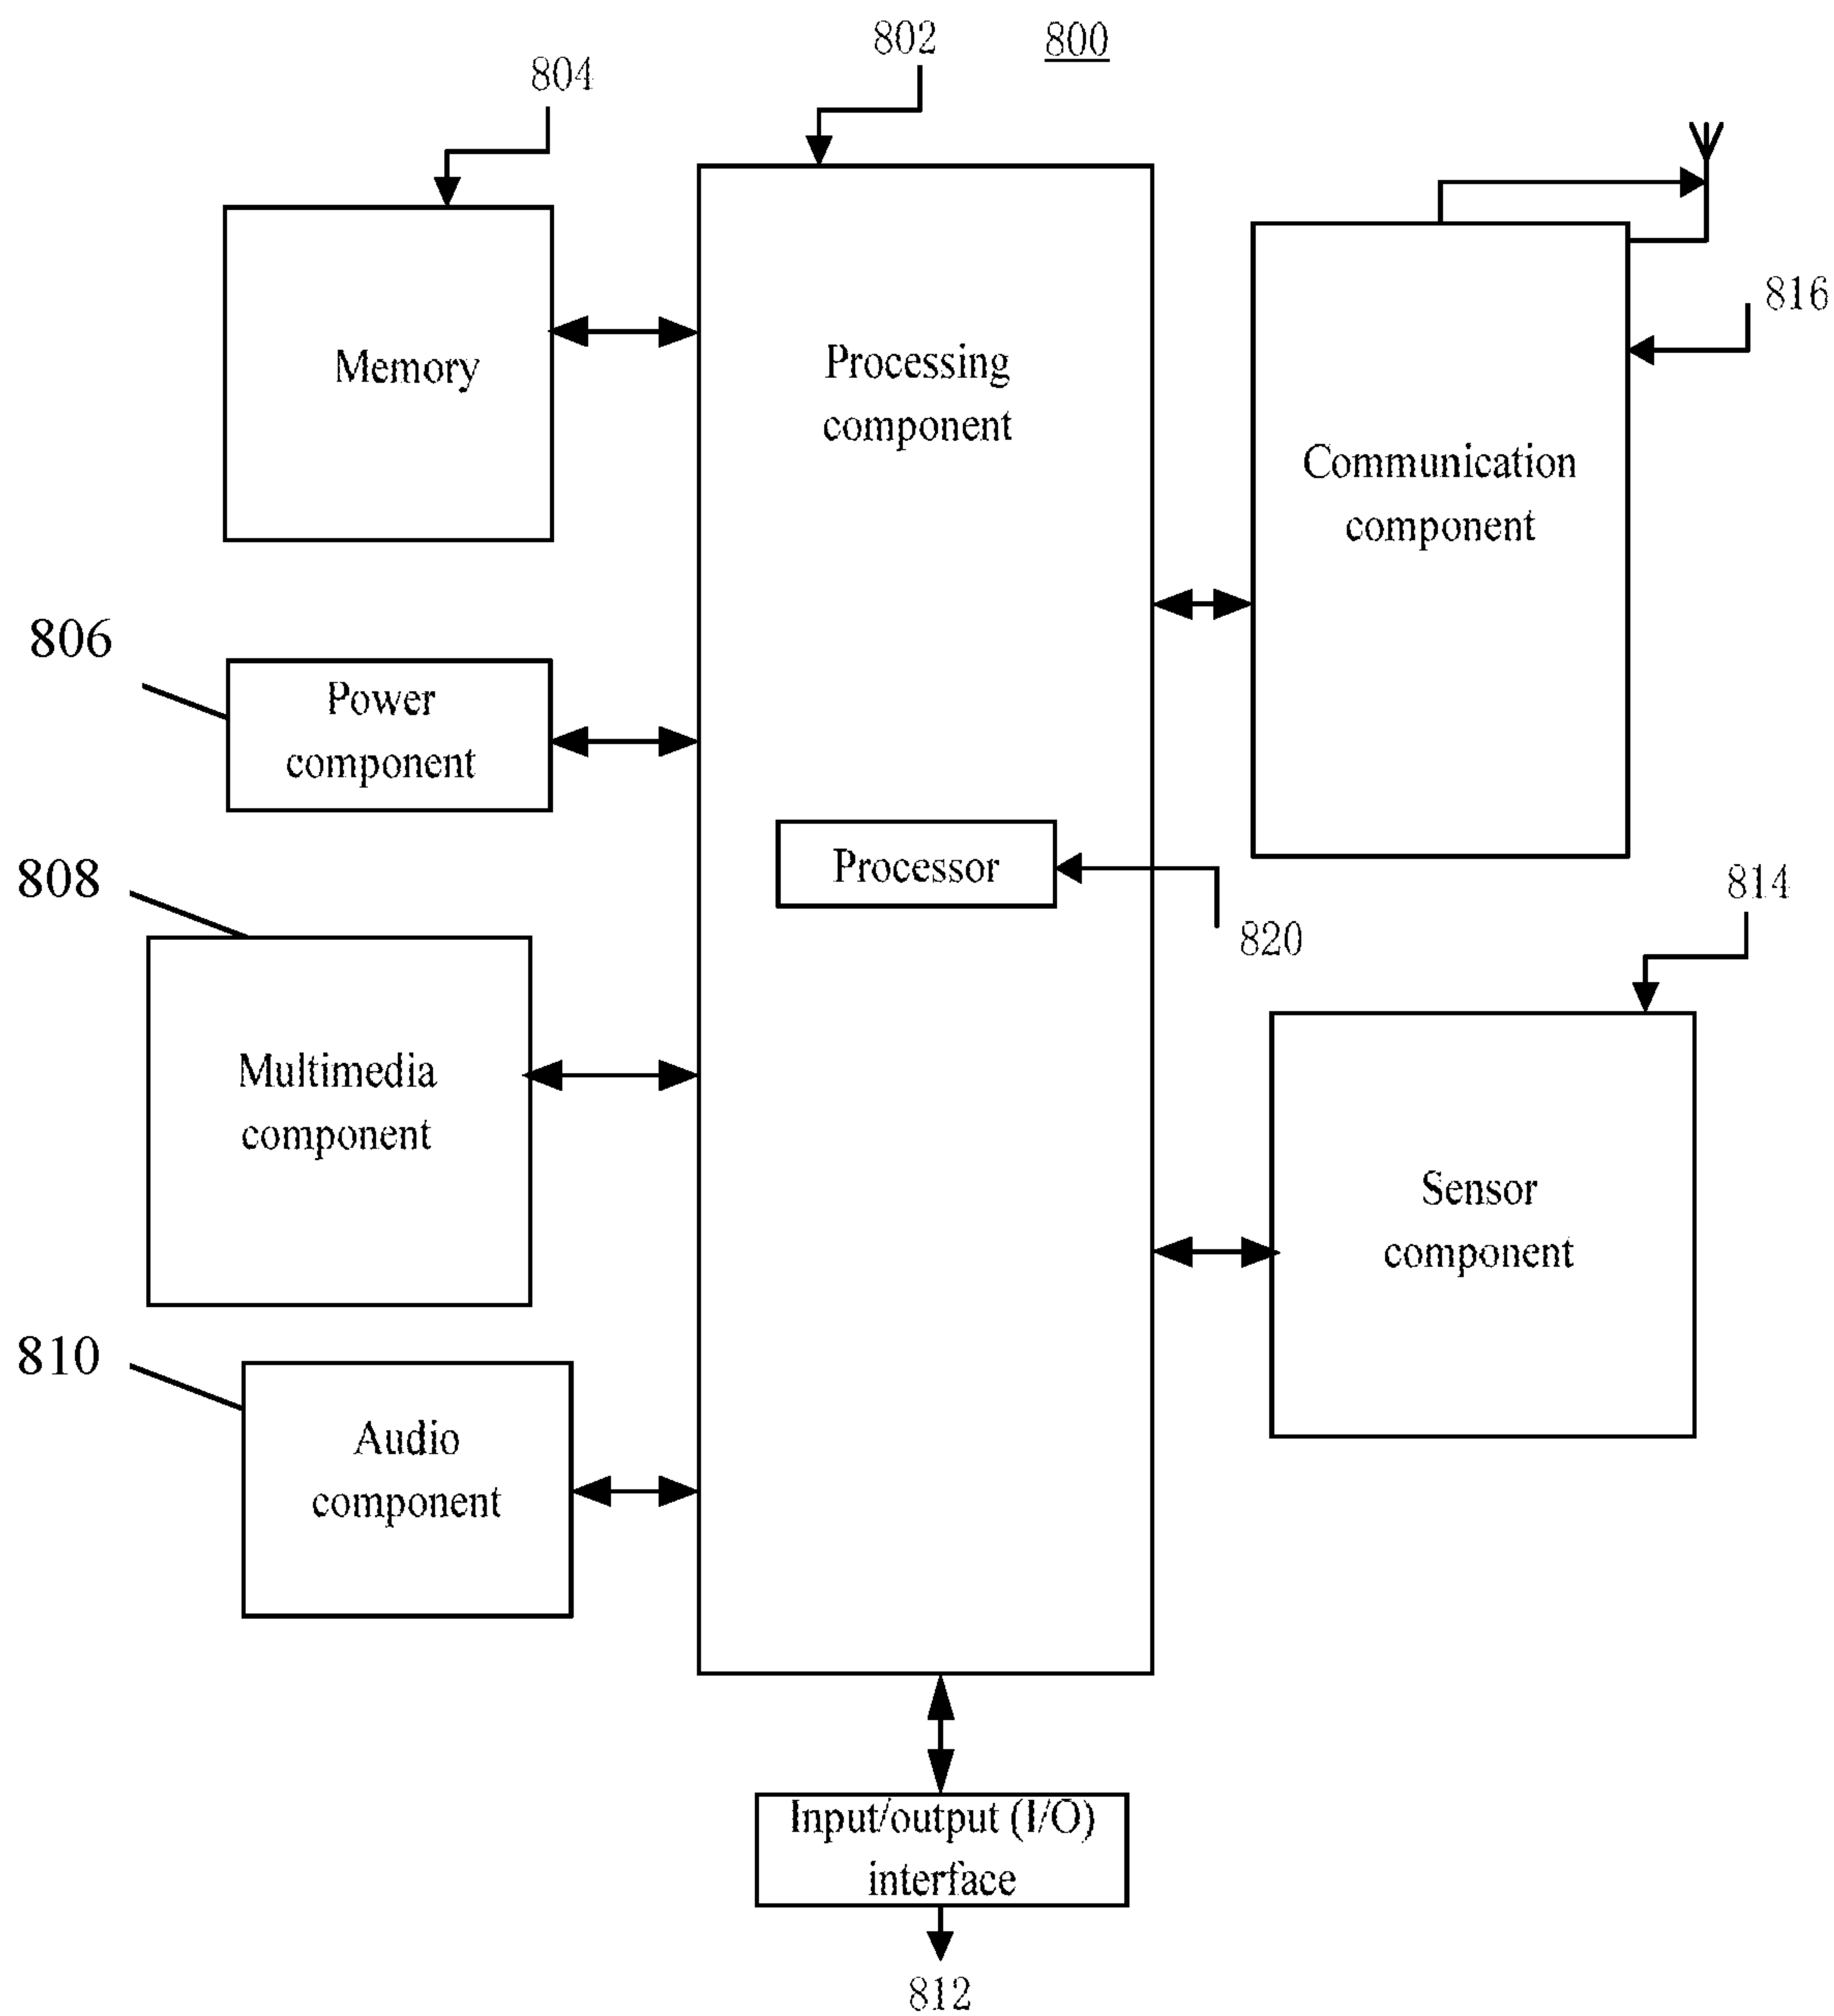 802
800
804
816
Memory
Processing
component
Communication
component
806
Power
component
808
Processor
814
820
Multimedia
component
Sensor
component
810
Audio
component
Input/output (I/O)
interface
812